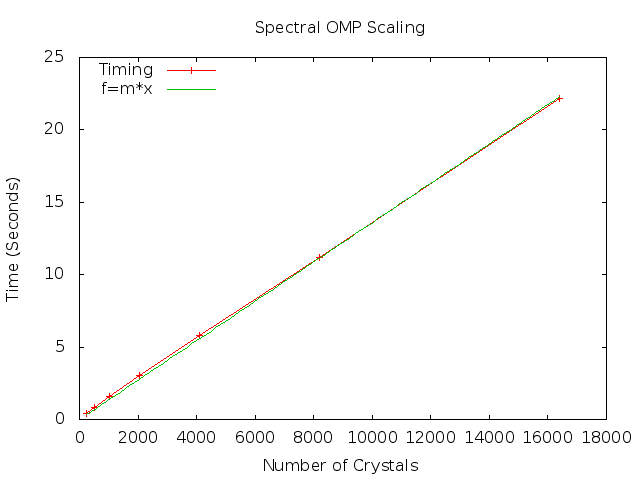 Spectral OMP Scaling
25
20
15
10
5
0
Timing
f=m*x
Time (Seconds)
0 2000 4000 6000 8000 10000 12000 14000 16000 18000
Number of Crystals